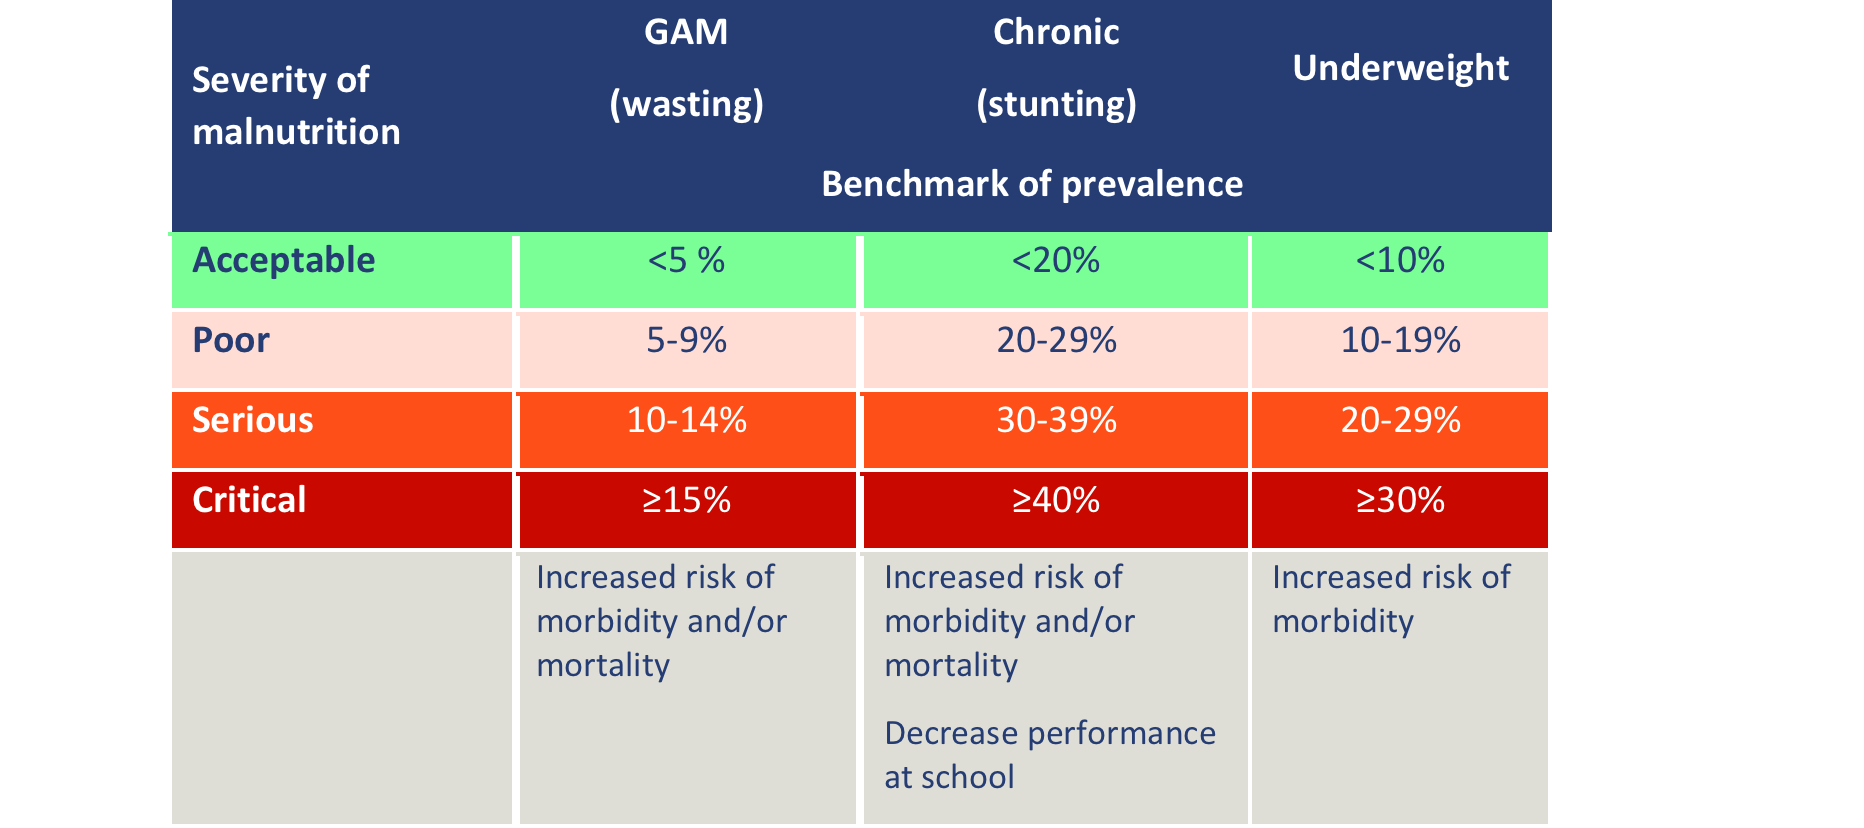 Severity of
malnutrition
GAM
(wasting)
Chronic
(stunting)
Underweight
Benchmark of prevalence
Acceptable <5 % <20% <10%
Poor 5-9% 20-29% 10-19%
Serious 10-14% 30-39% 20-29%
Critical ≥15% ≥40% ≥30%
Increased risk of
morbidity and/or
mortality
Increased risk of
morbidity and/or
mortality
Decrease performance
at school
Increased risk of
morbidity